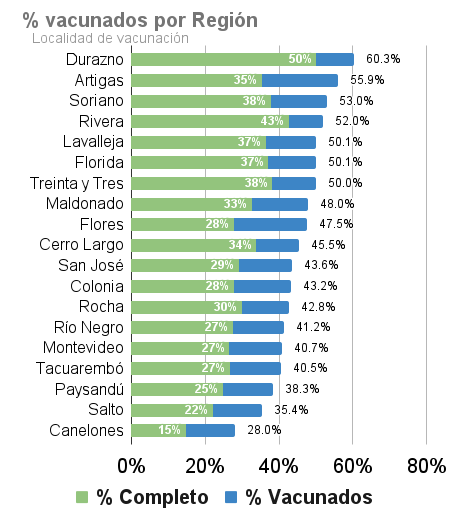 % vacunados por Región
Localidad de vacunación
Durazno 50% 60.3%
Artigas 35% 55.9%
Soriano 38% 53.0%
Rivera 43% 52.0%
Lavalleja 37% 50.1%
Florida 37% 50.1%
Treinta y Tres 38% 50.0%
Maldonado 33% 48.0%
Flores 28% 47.5%
Cerro Largo 34% 45.5%
San José 29% 43.6%
Colonia 28% 43.2%
Rocha 30% 42.8%
Río Negro 27% 41.2%
Montevideo 27% 40.7%
Tacuarembó 27% 40.5%
Paysandú 25% 38.3%
Salto 22% 35.4%
Canelones 15% 28.0%
0% 20% 40% 60% 80%
% Completo % Vacunados